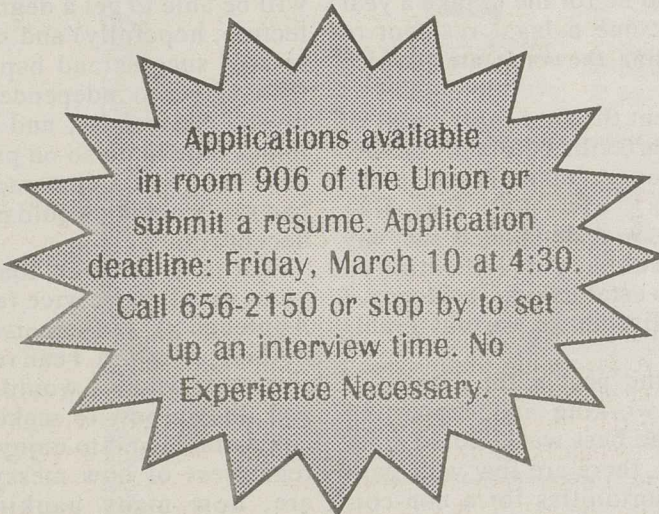 Applications available
in room 906 of the Union or
submit a resume. Application
deadline: Friday, March 10 at 4:30.
Call 656-2150 or stop by to set
up an interview time. No
Experience Necessary.